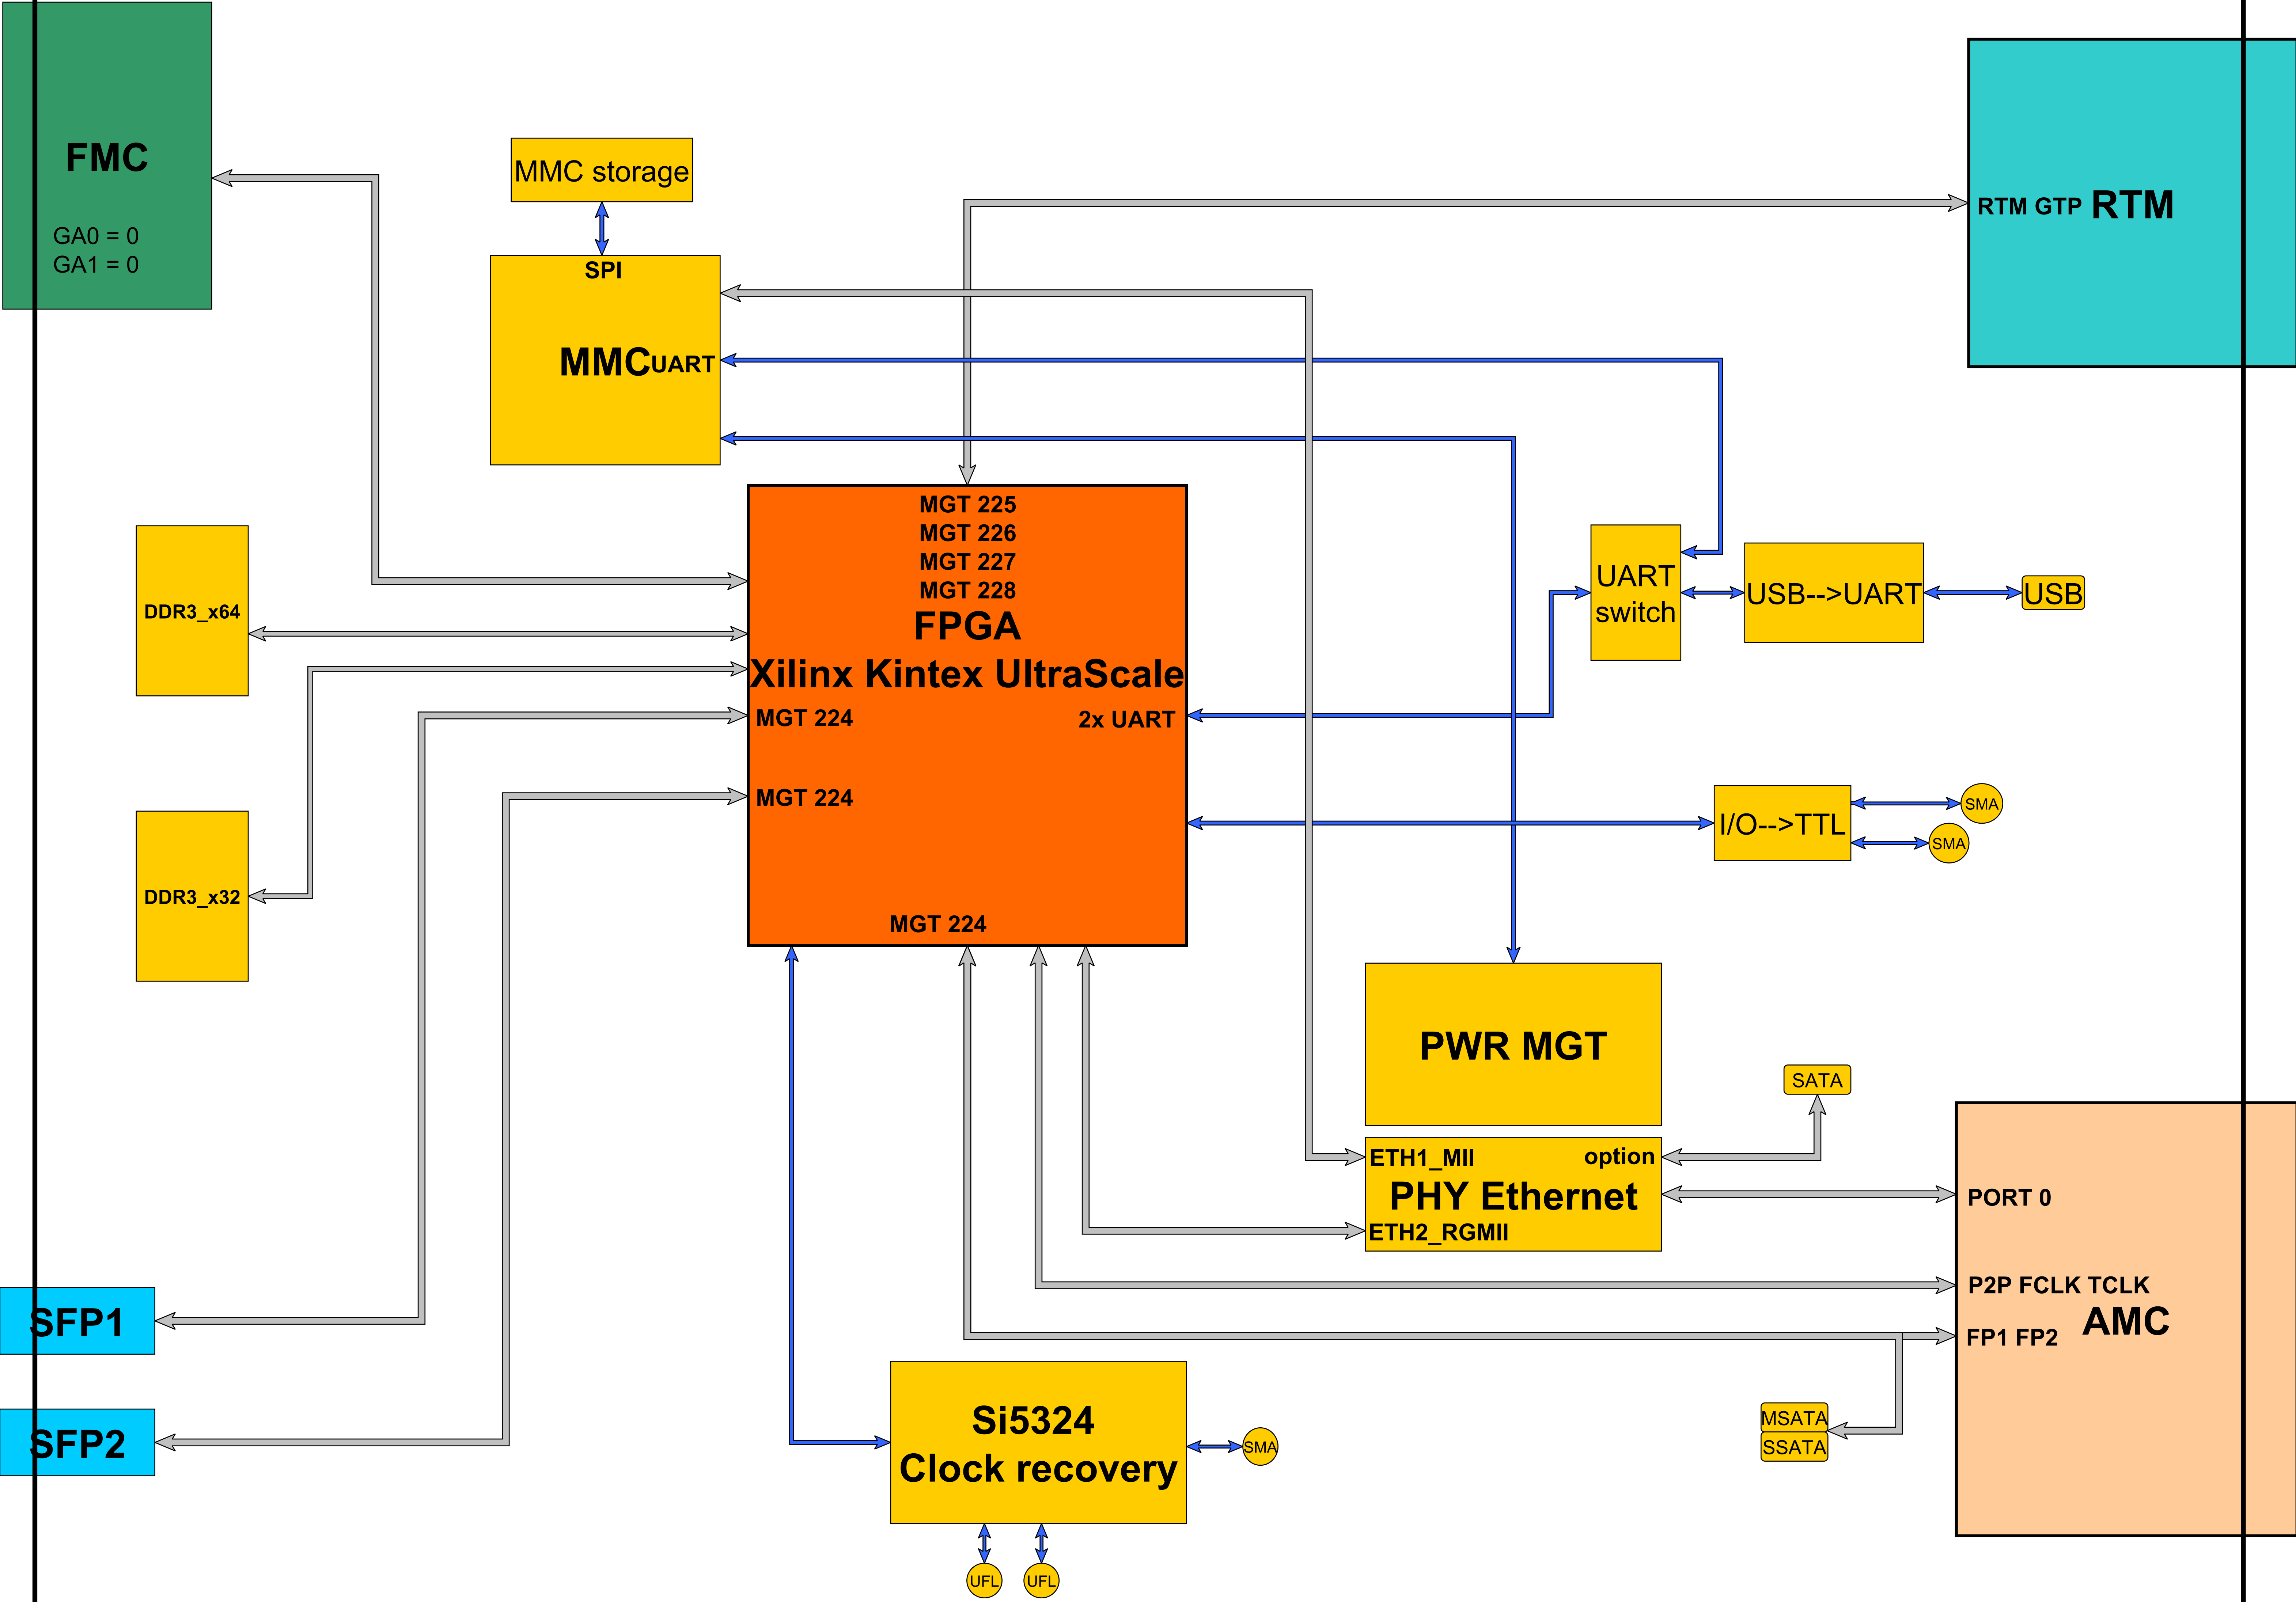 FMC
GA0 = 0
GA1 = 0
MMC storage
SPI
MMC UART
RTM GTP RTM
MGT 225
MGT 226
MGT 227
MGT 228
FPGA
Xilinx Kintex UltraScale
MGT 224
2x UART
MGT 224
MGT 224
DDR3_x64
DDR3_x32
UART
switch
USB-->UART
USB
I/O-->TTL
SMA
SMA
PWR MGT
SATA
ETH1_MII
option
PHY Ethernet
ETH2_RGMII
PORT 0
P2P FCLK TCLK
AMC
FP1 FP2
SFP1
SFP2
Si5324
Clock recovery
SMA
MSATA
SSATA
UFL
UFL